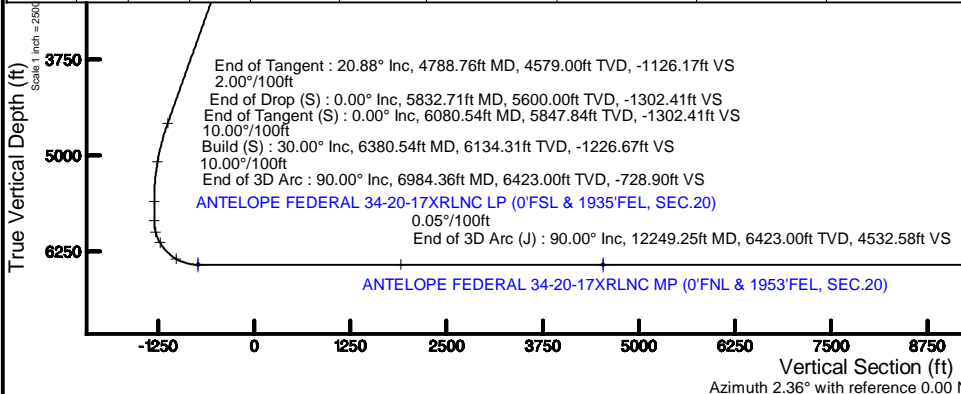 Scale 1 inch = 2500
True Vertical Depth (ft)
3750
5000
6250
End of Tangent : 20.88° Inc, 4788.76ft MD, 4579.00ft TVD, -1126.17ft VS
2.00°/100ft
End of Drop (S) : 0.00° Inc, 5832.71ft MD, 5600.00ft TVD, -1302.41ft VS
End of Tangent (S) : 0.00° Inc, 6080.54ft MD, 5847.84ft TVD, -1302.41ft VS
10.00°/100ft
Build (S) : 30.00° Inc, 6380.54ft MD, 6134.31ft TVD, -1226.67ft VS
10.00°/100ft
End of 3D Arc : 90.00° Inc, 6984.36ft MD, 6423.00ft TVD, -728.90ft VS
ANTELOPE FEDERAL 34-20-17XRLNC LP (0'FSL & 1935'FEL, SEC.20)
0.05°/100ft
End of 3D Arc (J) : 90.00° Inc, 12249.25ft MD, 6423.00ft TVD, 4532.58ft VS
ANTELOPE FEDERAL 34-20-17XRLNC MP (0'FNL & 1953'FEL, SEC.20)
-1250 0 1250 2500 3750 5000 6250 7500 8750
Vertical Section (ft)
Azimuth 2.36° with reference 0.00 N